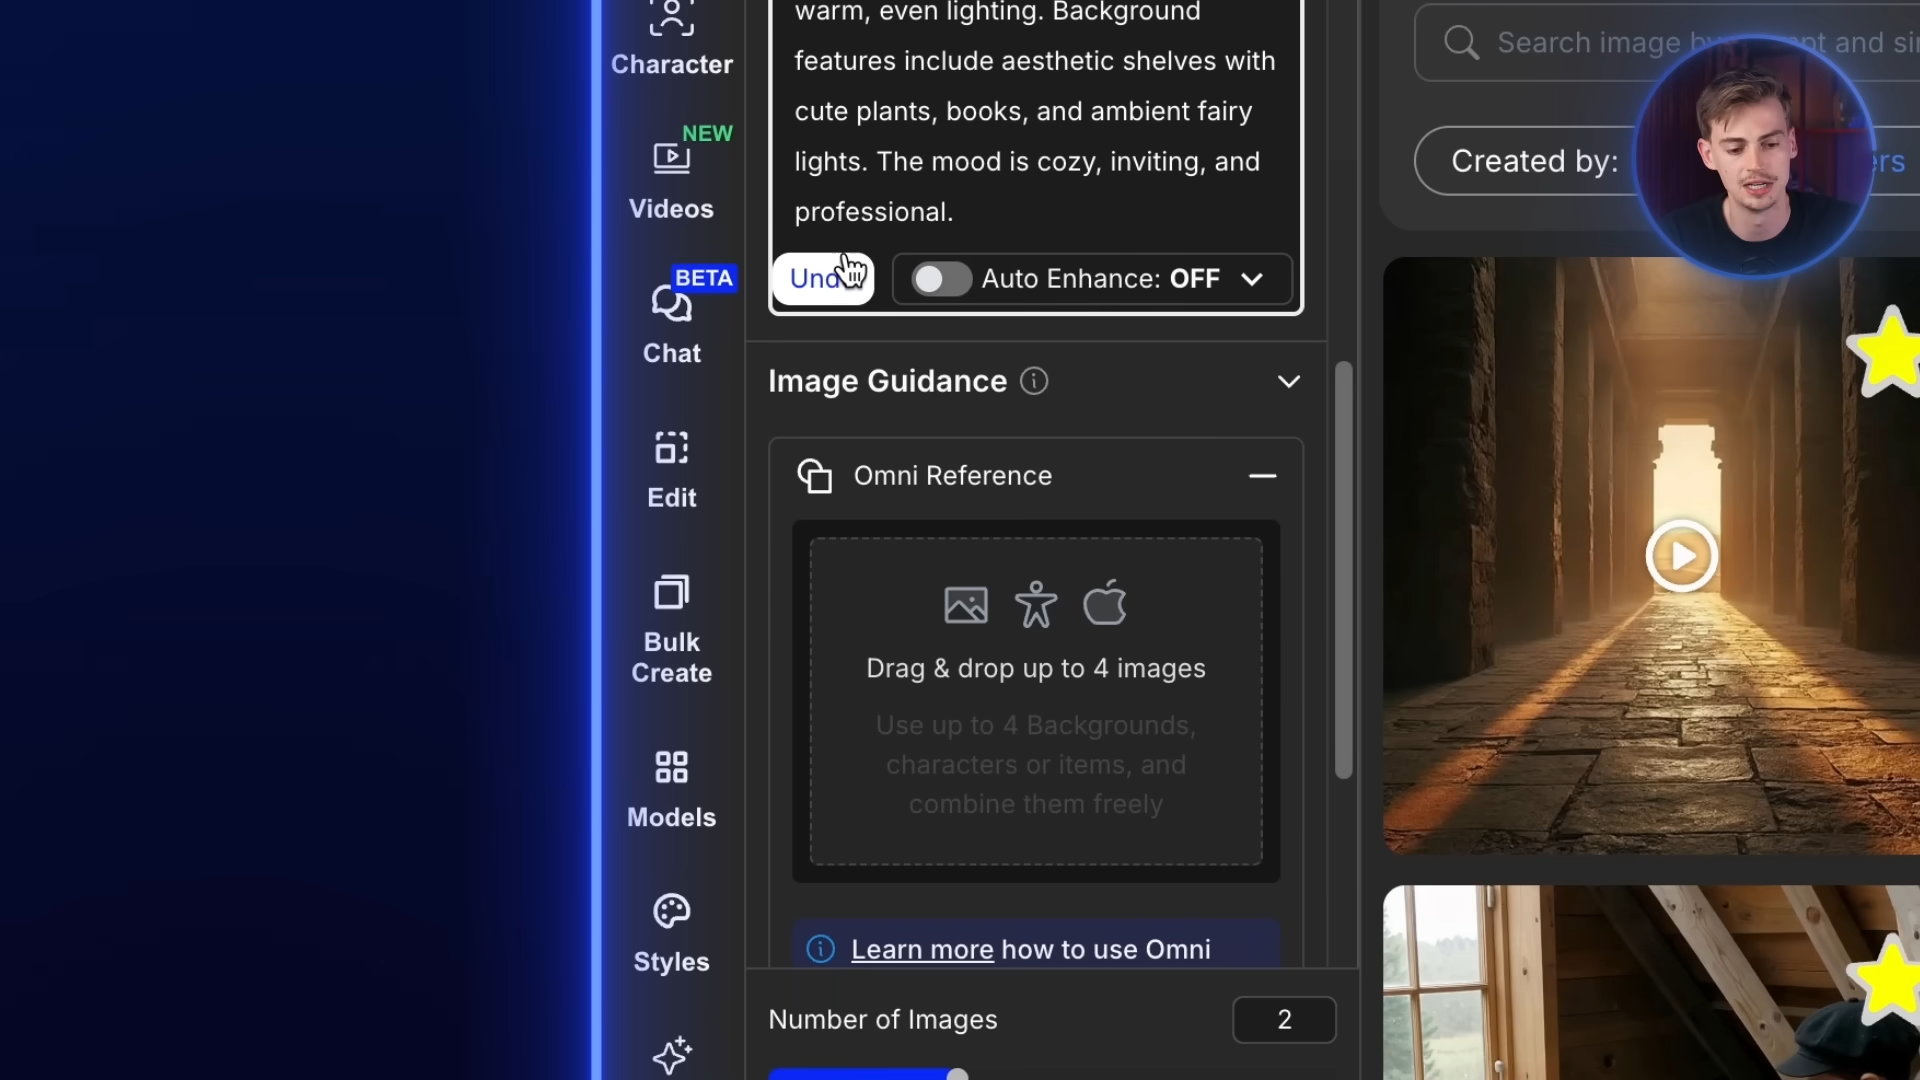 Character
NEW
Videos
BETA
Chat
Edit
Bulk
Create
Models
Styles
warm, even lighting. Background
features include aesthetic shelves with
cute plants, books, and ambient fairy
lights. The mood is cozy, inviting, and
professional.
Auto Enhance: OFF
Image Guidance
Omni Reference
Drag & drop up to 4 images
Use up to 4 Backgrounds,
characters or items, and
combine them freely
Learn more how to use Omni
Number of Images
2
Search image and
Created by: